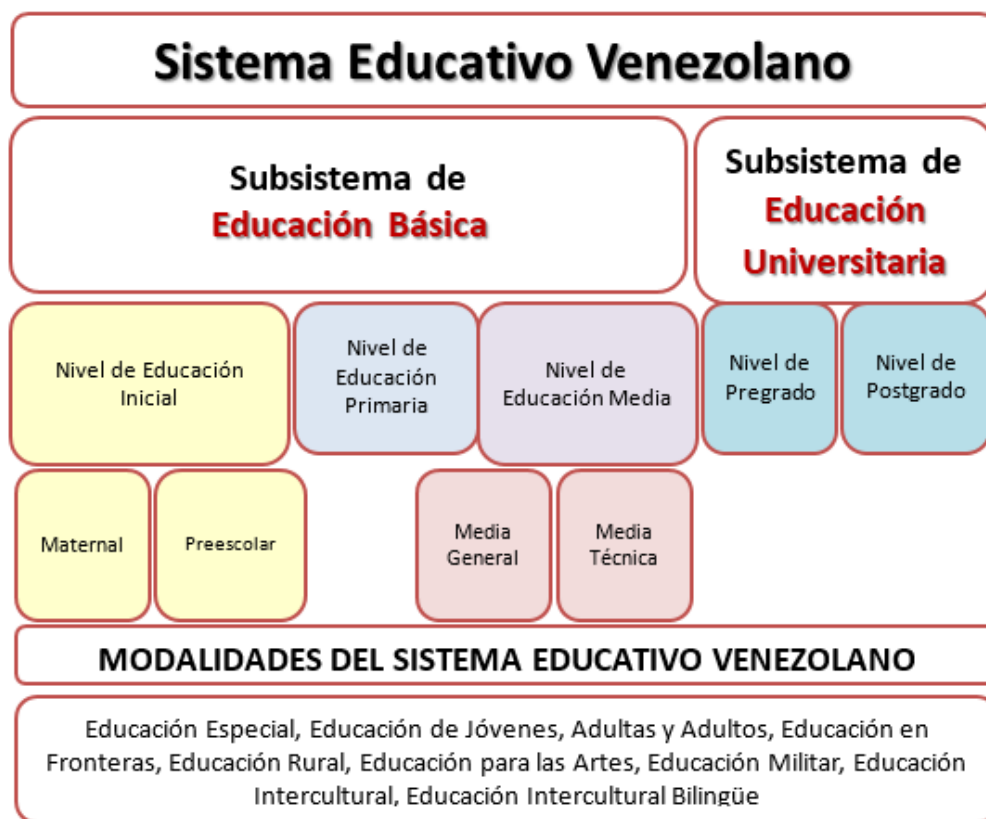 Sistema Educativo Venezolano
Subsistema de
Educación Básica
Subsistema de
Educación
Universitaria
Nivel de Educación
Inicial
Nivel de
Educación
Primaria
Nivel de
Educación Media
Nivel de
Pregrado
Nivel de
Postgrado
Maternal
Preescolar
Media
General
Media
Técnica
MODALIDADES DEL SISTEMA EDUCATIVO VENEZOLANO
Educación Especial, Educación de Jóvenes, Adultas y Adultos, Educación en
Fronteras, Educación Rural, Educación para las Artes, Educación Militar, Educación
Intercultural, Educación Intercultural Bilingüe